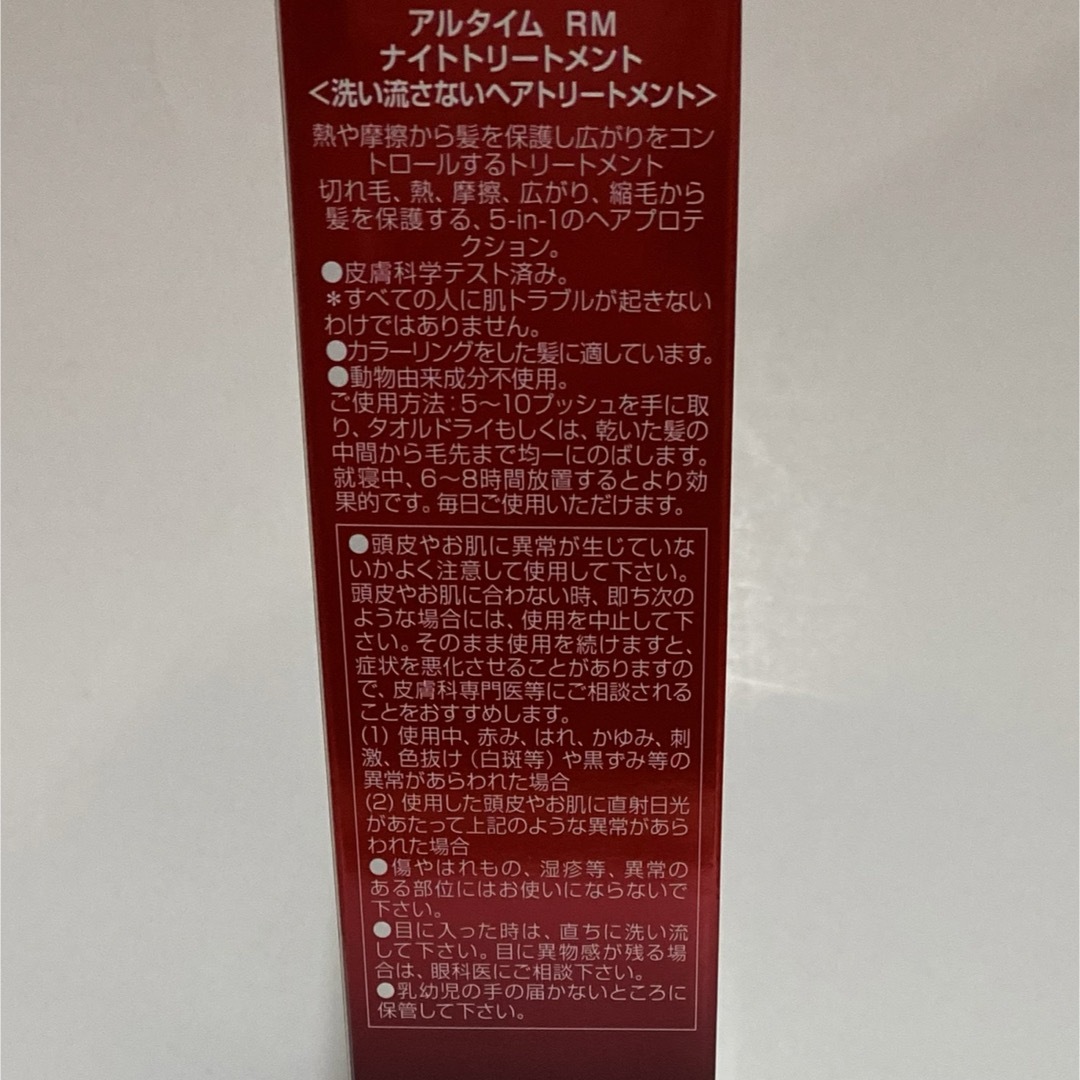 アルタイム RM
ナイトトリートメント
<洗い流さないヘアトリートメント>
熱や摩擦から髪を保護し広がりをコン
トロールするトリートメント
切れ毛、熱、摩擦、広がり、縮毛から
髪を保護する、5-in-1のヘアプロテ
クション。
●皮膚科学テスト済み。
*すべての人に肌トラブルが起きない
わけではありません。
●カラーリングをした髪に適しています。
●動物由来成分不使用。
ご使用方法:5〜10プッシュを手に取
り、タオルドライもしくは、乾いた髪の
中間から毛先まで均一にのばします。
就寝中、6〜8時間放置するとより効
果的です。毎日ご使用いただけます。
●頭皮やお肌に異常が生じていな
いかよく注意して使用して下さい。
頭皮やお肌に合わない時、即ち次の
ような場合には、使用を中止して下
さい。そのまま使用を続けますと、
症状を悪化させることがありますの
で、皮膚科専門医等にご相談される
ことをおすすめします。
(1) 使用中、赤み、はれ、かゆみ、刺
激、色抜け(白斑等)や黒ずみ等の
異常があらわれた場合
(2) 使用した頭皮やお肌に直射日光
があたって上記のような異常があら
われた場合
●傷やはれもの、湿疹等、異常の
ある部位にはお使いにならないで
下さい。
●目に入った時は、直ちに洗い流
して下さい。目に異物感が残る場
合は、眼科医にご相談下さい。
●乳幼児の手の届かないところに
保管して下さい。